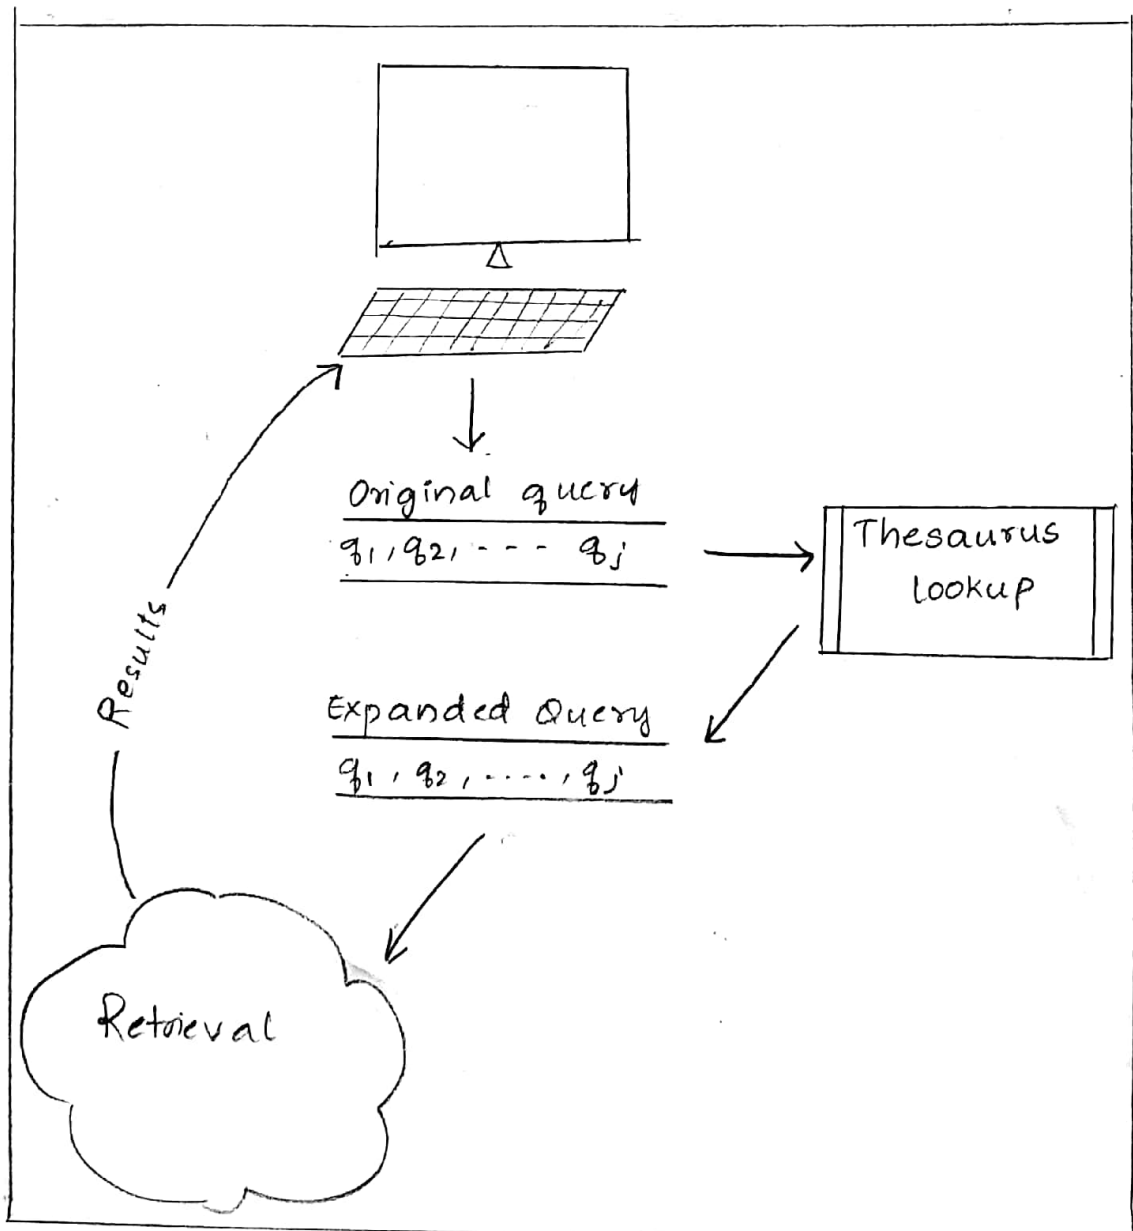 Original query
q1, q2, - - - qj
Thesaurus
lookup
Results
Expanded Query
q1, q2, ....., qj
Retrieval